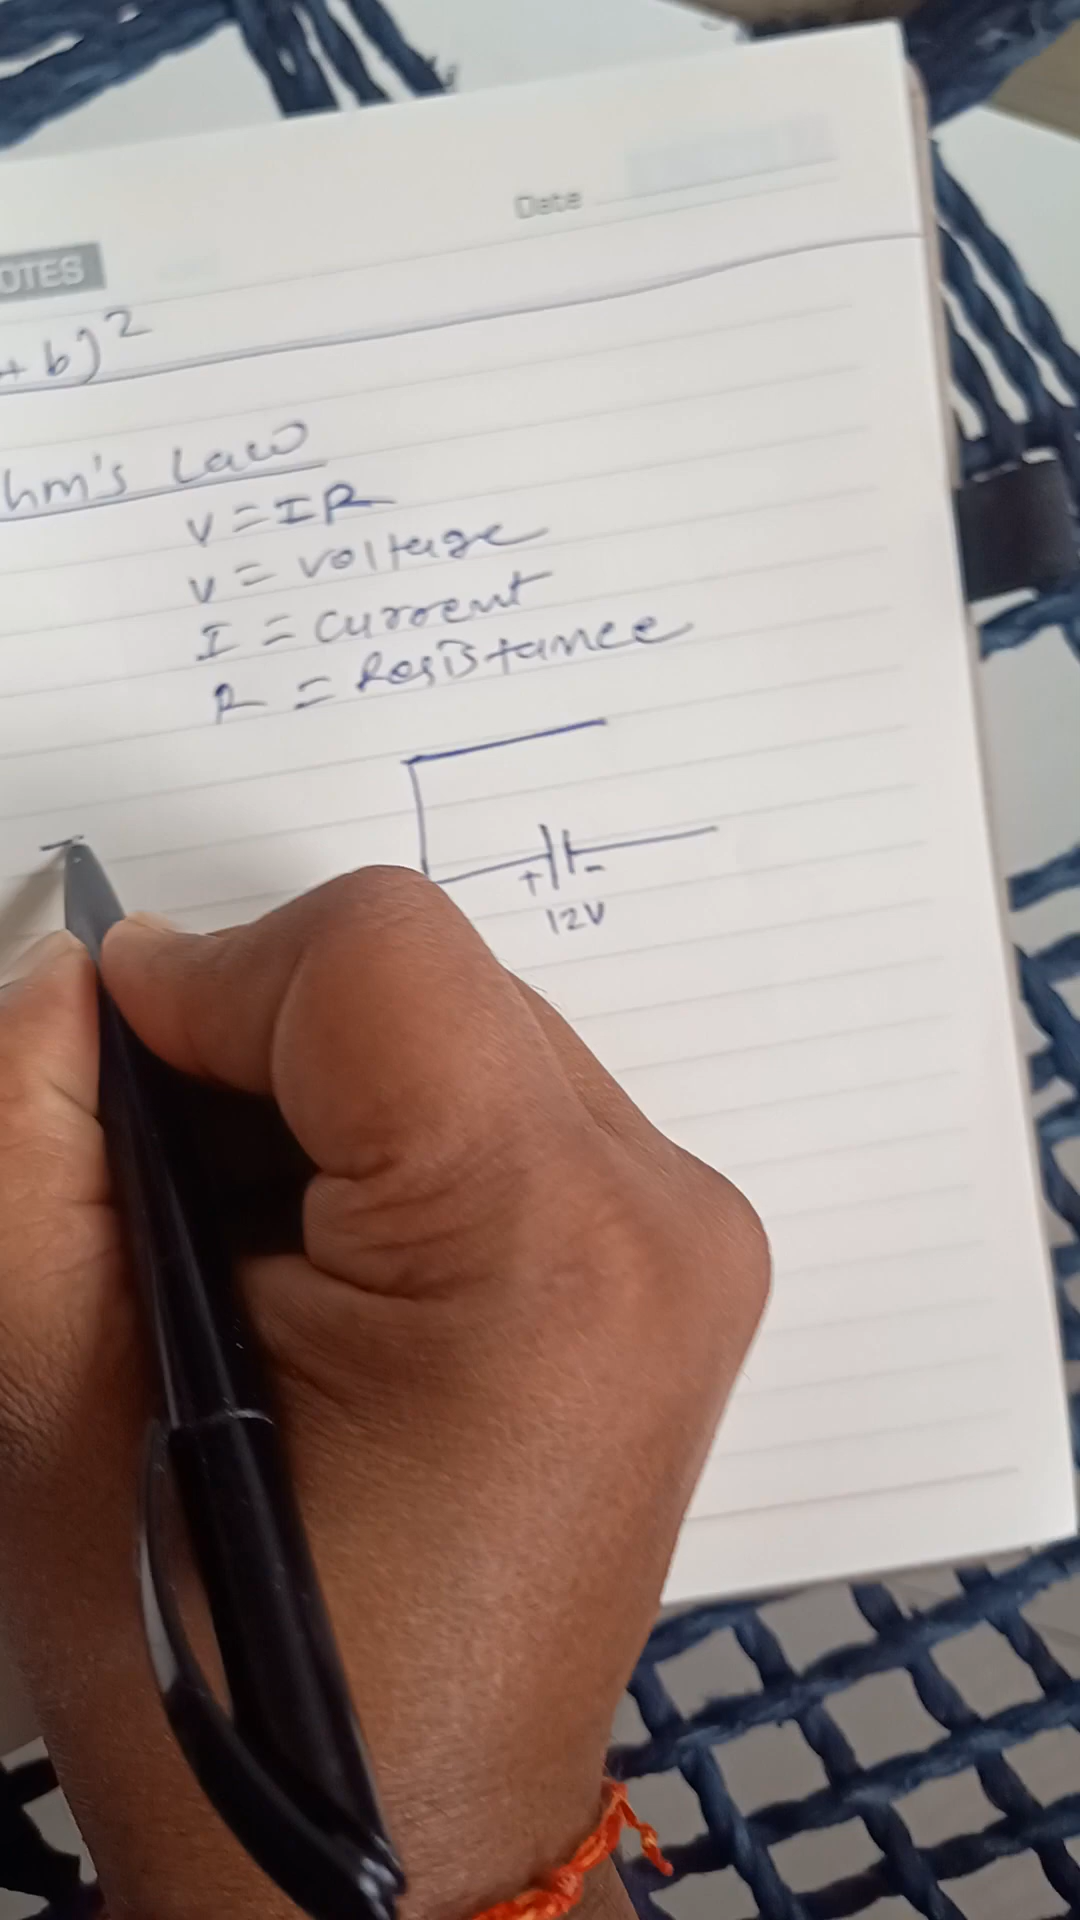 Date
OTES
+ b)²
hm's Law
V = IR
V = voltage
I = current
R = Resistance
+ -
12V